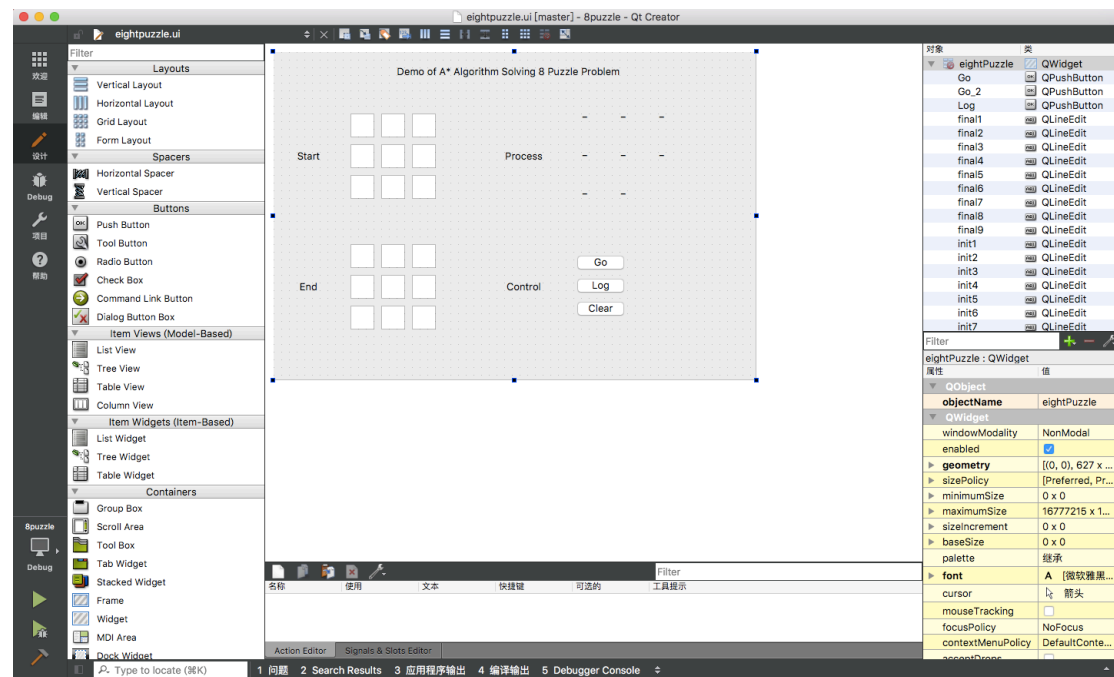 eightpuzzle.ui [master] - 8puzzle - Qt Creator
eightpuzzle.ui
欢迎
编辑
设计
Debug
项目
帮助
8puzzle
Debug
Filter
Layouts
Vertical Layout
Horizontal Layout
Grid Layout
Form Layout
Spacers
Horizontal Spacer
Vertical Spacer
Buttons
Push Button
Tool Button
Radio Button
Check Box
Command Link Button
Dialog Button Box
Item Views (Model-Based)
List View
Tree View
Table View
Column View
Item Widgets (Item-Based)
List Widget
Tree Widget
Table Widget
Containers
Group Box
Scroll Area
Tool Box
Tab Widget
Stacked Widget
Frame
Widget
MDI Area
Dock Widget
Demo of A* Algorithm Solving 8 Puzzle Problem
– – –
Start Process – – –
– –
End Control
Go
Log
Clear
Filter
名称 使用 文本 快捷键 可选的 工具提示
Action Editor Signals & Slots Editor
对象 类
eightPuzzle QWidget
Go QPushButton
Go_2 QPushButton
Log QPushButton
final1 QLineEdit
final2 QLineEdit
final3 QLineEdit
final4 QLineEdit
final5 QLineEdit
final6 QLineEdit
final7 QLineEdit
final8 QLineEdit
final9 QLineEdit
init1 QLineEdit
init2 QLineEdit
init3 QLineEdit
init4 QLineEdit
init5 QLineEdit
init6 QLineEdit
init7 QLineEdit
Filter
eightPuzzle : QWidget
属性 值
QObject
objectName eightPuzzle
QWidget
windowModality NonModal
enabled
geometry [(0, 0), 627 x ...
sizePolicy [Preferred, Pr...
minimumSize 0 x 0
maximumSize 16777215 x 1...
sizeIncrement 0 x 0
baseSize 0 x 0
palette 继承
font A [微软雅黑...
cursor 箭头
mouseTracking
focusPolicy NoFocus
contextMenuPolicy DefaultConte...
acceptDrops
Type to locate (⌘K) 1 问题 2 Search Results 3 应用程序输出 4 编译输出 5 Debugger Console